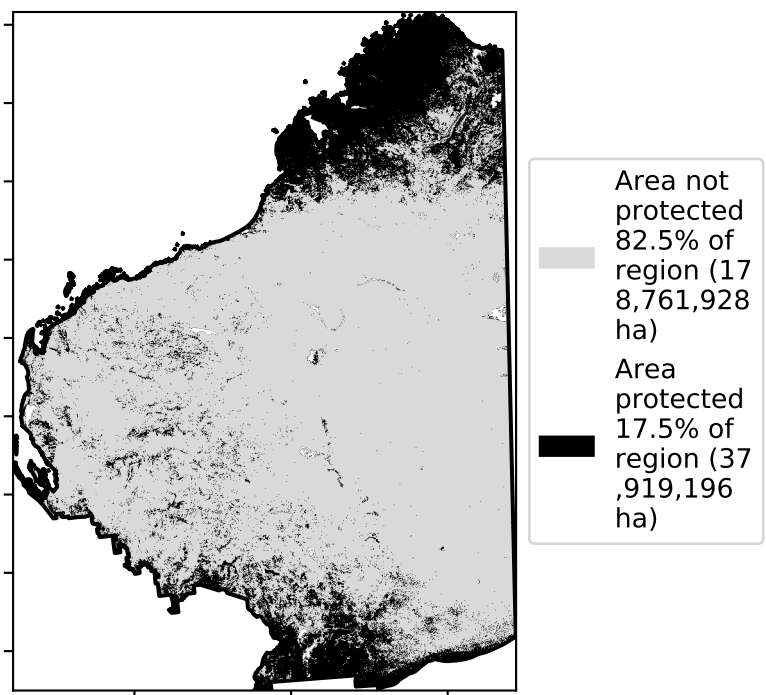 Area not
protected
82.5% of
region (17
8,761,928
ha)
Area
protected
17.5% of
region (37
,919,196
ha)